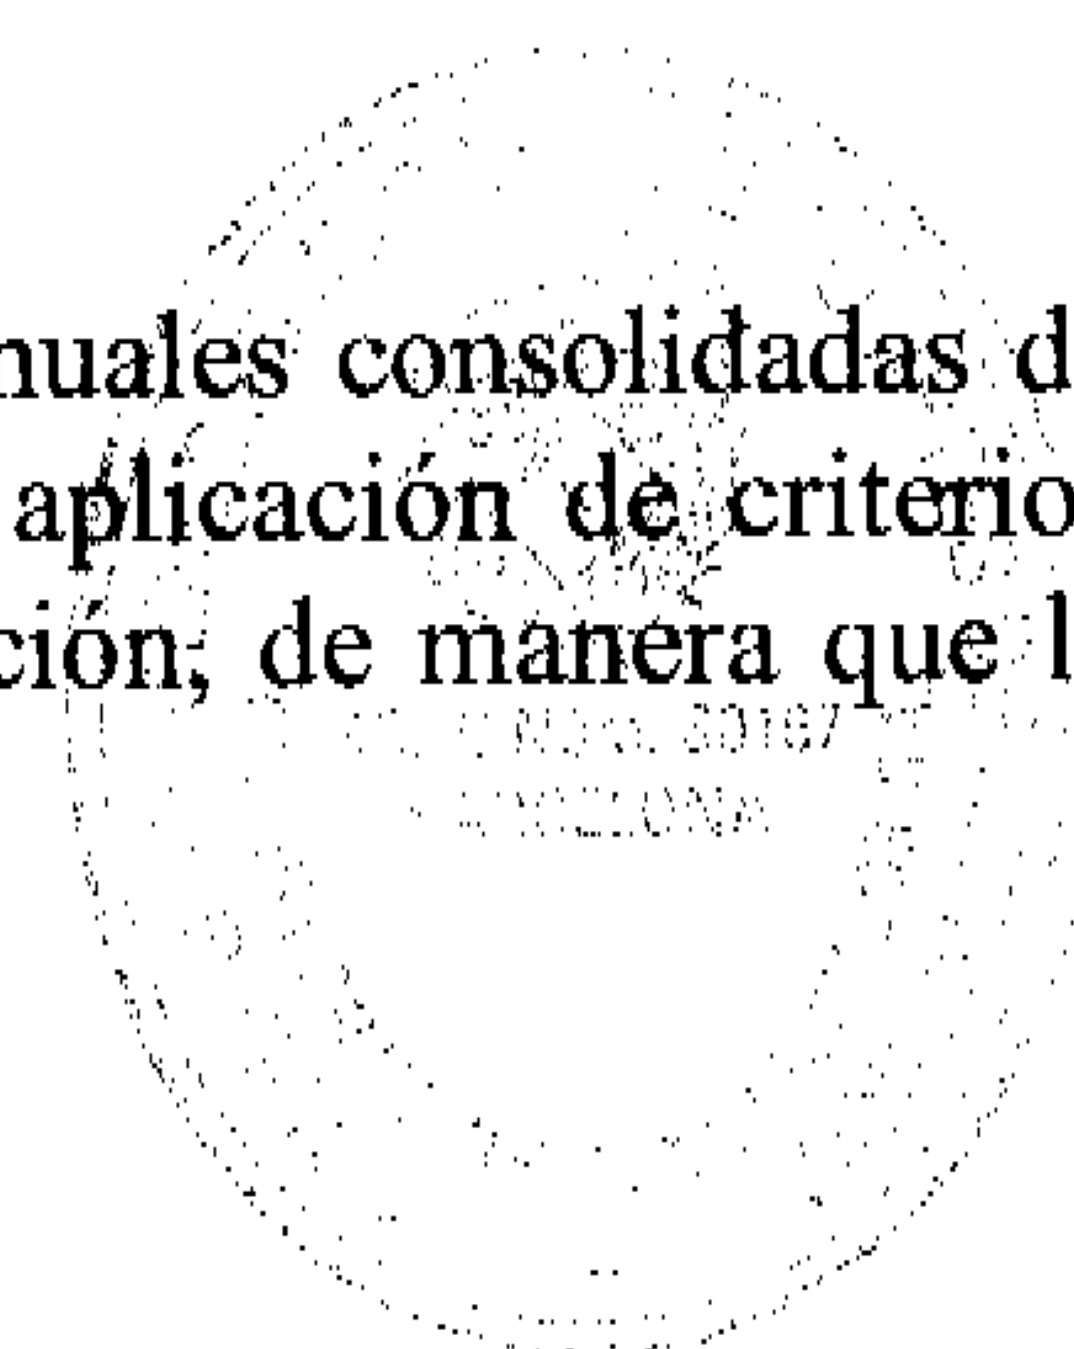 nuales consolidadas d
aplicación de criterio
ción, de manera que l